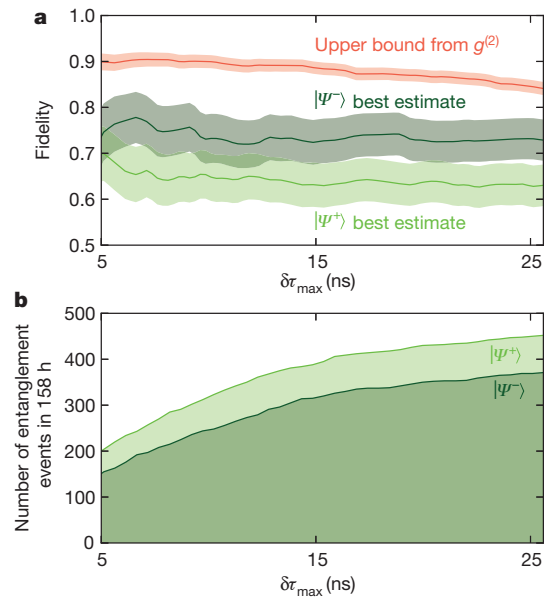 a
1.0
0.9
0.8
0.7
0.6
0.5
Fidelity
Upper bound from g⁽²⁾
|Ψ⁻⟩ best estimate
|Ψ⁺⟩ best estimate
5
15
25
δτmax (ns)
b
500
400
300
200
100
0
Number of entanglement
events in 158 h
|Ψ⁺⟩
|Ψ⁻⟩
5
15
25
δτmax (ns)